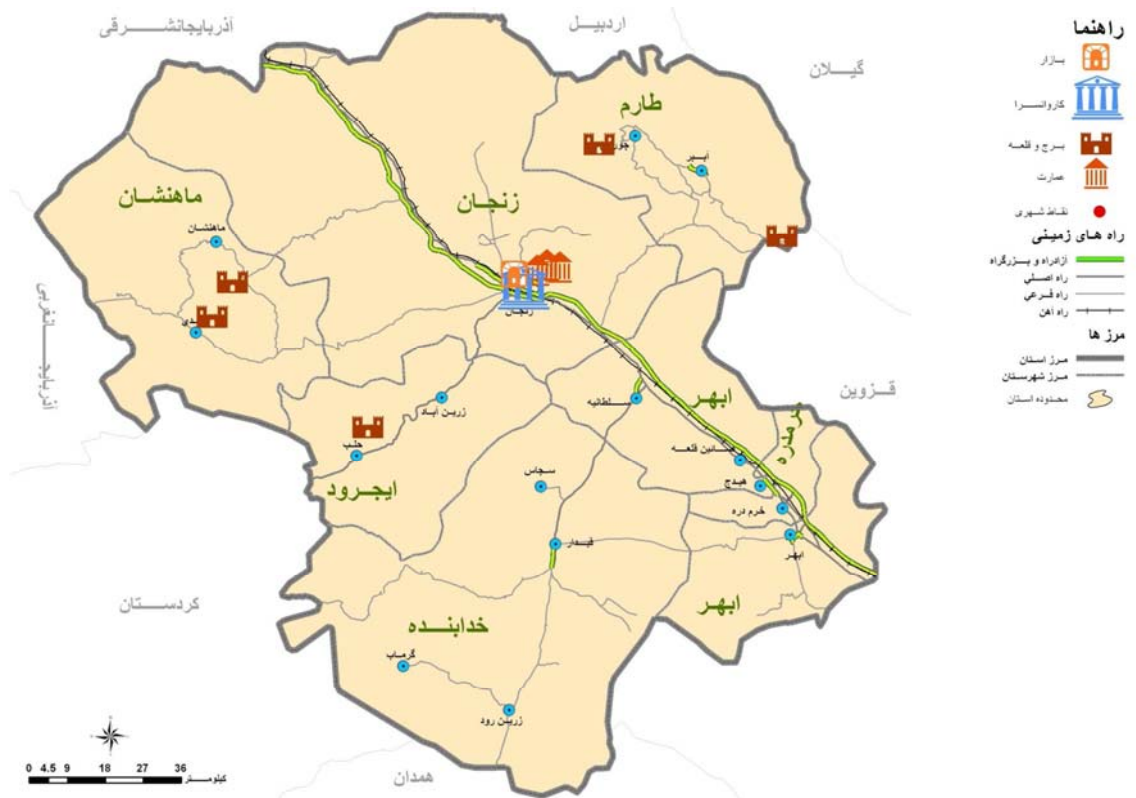 راهنما
بازار
کاروانسرا
برج و قلعه
عمارت
نقاط شهری
راه های زمینی
آزادراه و بزرگراه
راه اصلی
راه فرعی
راه آهن
مرز ها
مرز استان
مرز شهرستان
محدوده استان
آذربایجانشرقی
اردبیل
گیلان
طارم
آببر
زنجان
ماهنشان
ماهنشان
زنجان
آذربایجانغربی
قزوین
ابهر
سلطانیه
زرین آباد
حلب
ایجرود
سجاس
هیدج
خرم دره
ابهر
قیدار
ابهر
کردستان
خدابنده
گرماب
زرین رود
همدان
0 4.5 9 18 27 36
کیلومتر